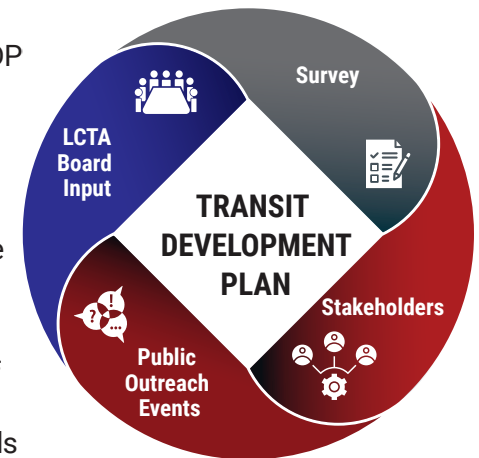 Survey
LCTA
Board
Input
TRANSIT
DEVELOPMENT
PLAN
Stakeholders
Public
Outreach
Events